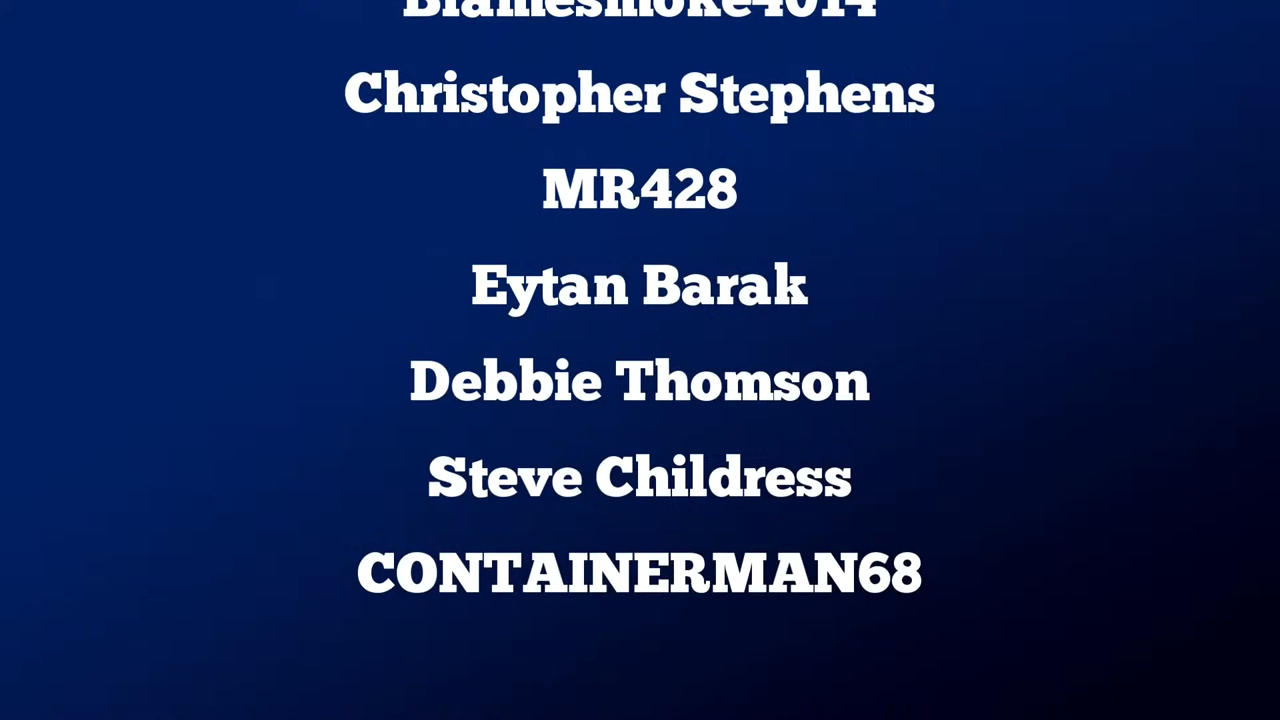 Christopher Stephens
MR428
Eytan Barak
Debbie Thomson
Steve Childress
CONTAINERMAN68